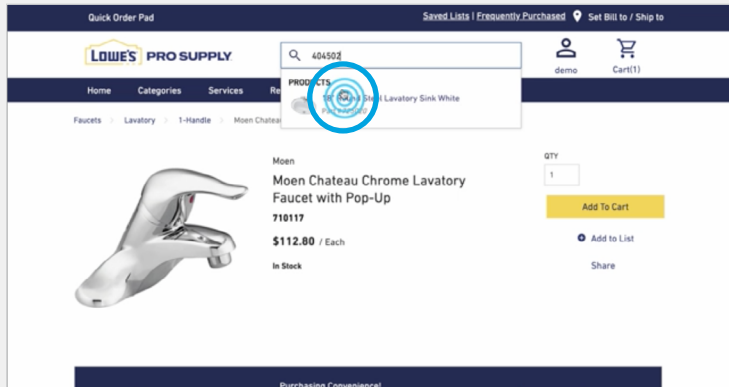 Quick Order Pad
Saved Lists | Frequently Purchased
Set Bill to / Ship to
LOWE'S PRO SUPPLY
404502
demo
Cart(1)
Home Categories Services
PRODUCTS
18" Round Steel Lavatory Sink White
Faucets > Lavatory > 1-Handle > Moen
Moen
Moen Chateau Chrome Lavatory
Faucet with Pop-Up
710117
$112.80 / Each
In Stock
QTY
1
Add To Cart
Add to List
Share
Purchasing Convenience!